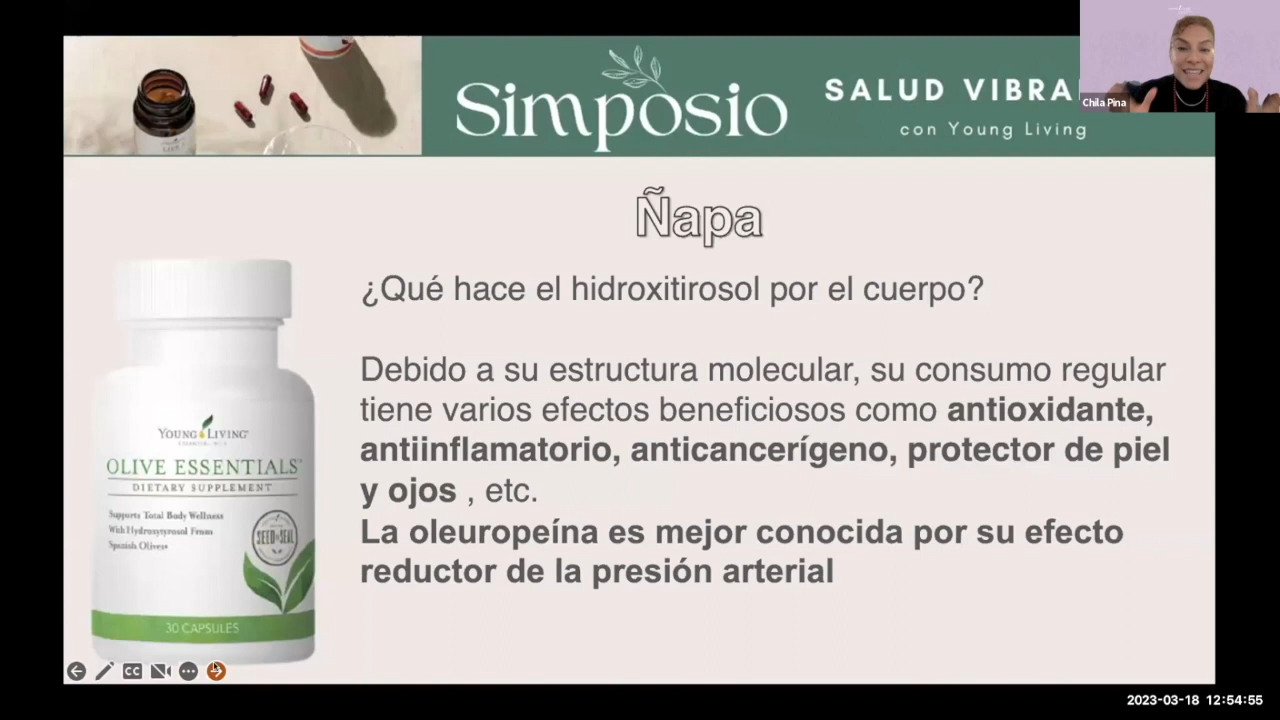 Simposio
SALUD VIBRA
con Young Living
Chila Pina
Ñapa
¿Qué hace el hidroxitirosol por el cuerpo?
Debido a su estructura molecular, su consumo regular
tiene varios efectos beneficiosos como antioxidante,
antiinflamatorio, anticancerígeno, protector de piel
y ojos , etc.
La oleuropeína es mejor conocida por su efecto
reductor de la presión arterial
YOUNG LIVING
OLIVE ESSENTIALS
DIETARY SUPPLEMENT
Supports Total Body Wellness
With Hydroxytyrosol From
Spanish Olives*
SEED TO SEAL
30 CAPSULES
CC
2023-03-18 12:54:55